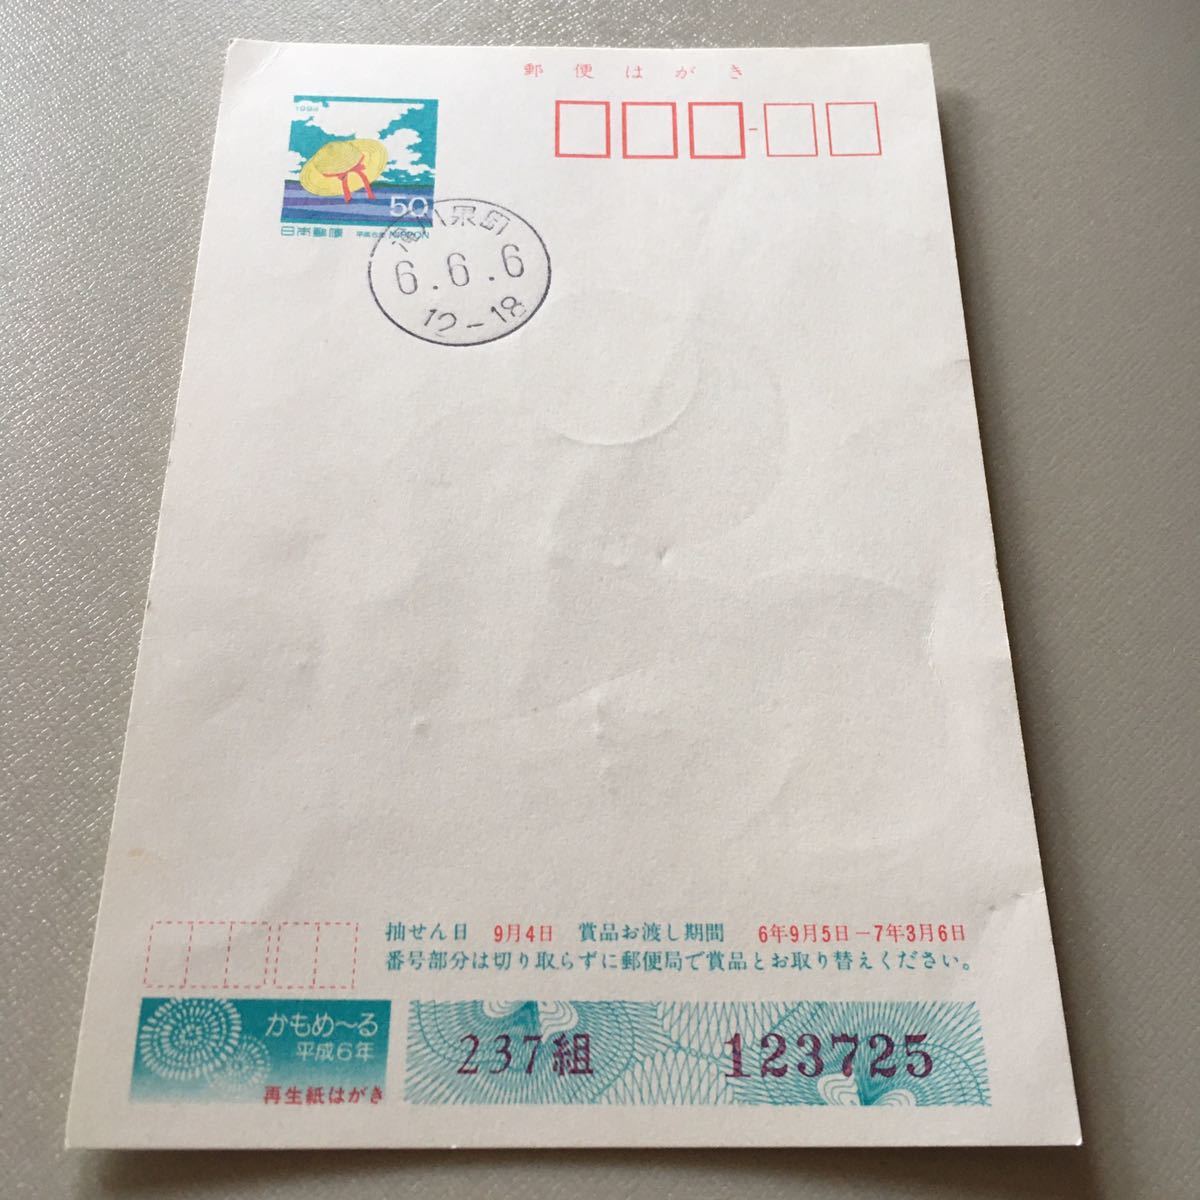 郵便はがき
1994
50
日本郵便 平成6年 NIPPON
6.6.6
12-18
抽せん日 9月4日 賞品お渡し期間 6年9月5日-7年3月6日
番号部分は切り取らずに郵便局で賞品とお取り替えください。
かもめ〜る
平成6年
再生紙はがき
237組 123725